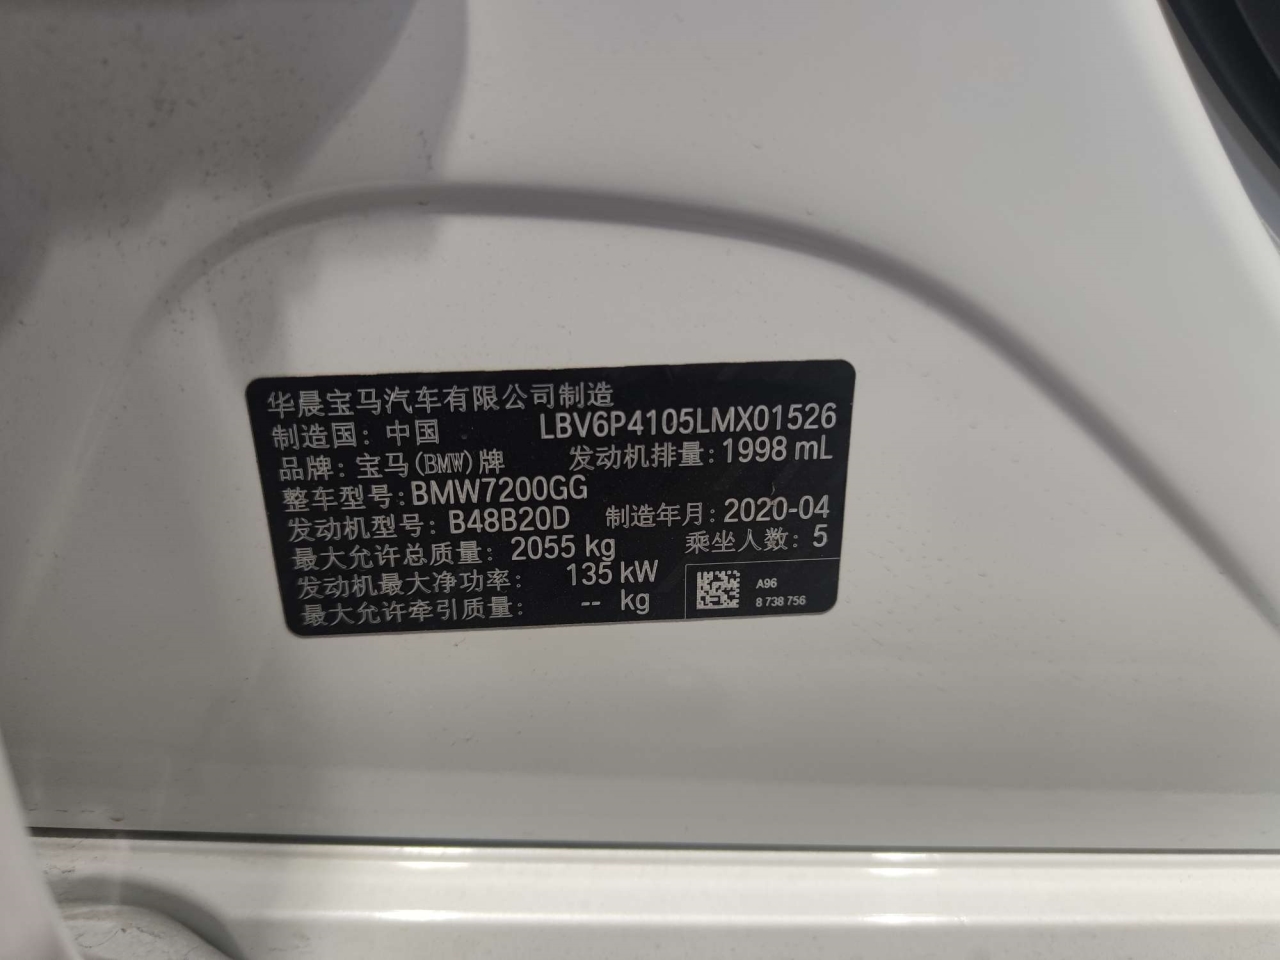 华晨宝马汽车有限公司制造
制造国: 中国 LBV6P4105LMX01526
品牌: 宝马(BMW)牌 发动机排量: 1998 mL
整车型号: BMW7200GG
发动机型号: B48B20D 制造年月: 2020-04
最大允许总质量: 2055 kg 乘坐人数: 5
发动机最大净功率: 135 kW
最大允许牵引质量: -- kg
A96
8 738 756